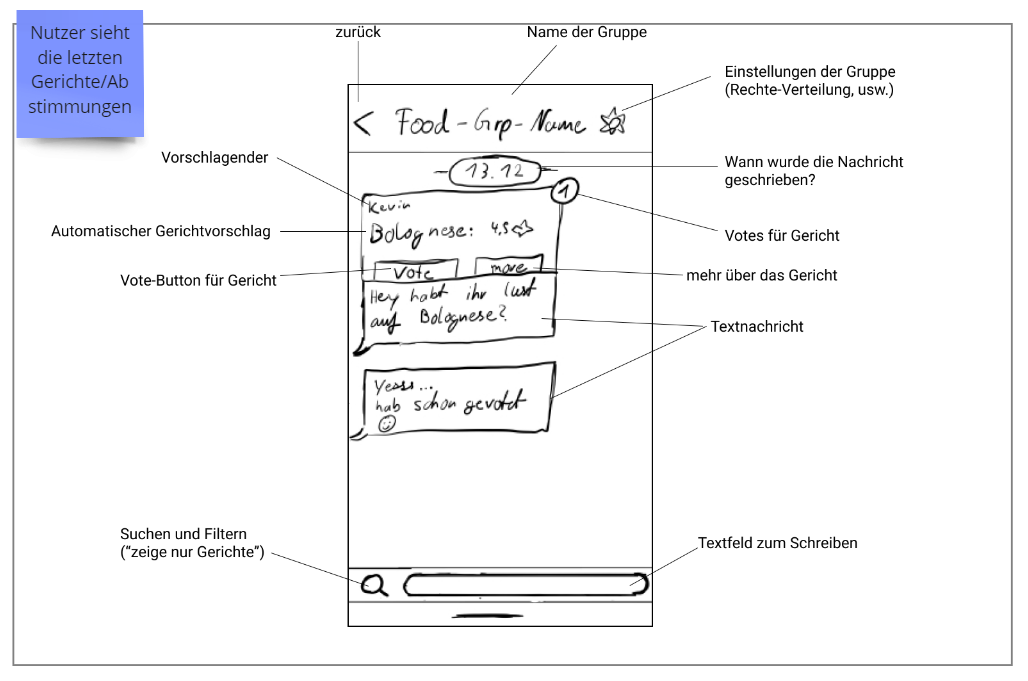 Nutzer sieht
die letzten
Gerichte/Ab
stimmungen
zurück
Name der Gruppe
Einstellungen der Gruppe
(Rechte-Verteilung, usw.)
< Food-Grp-Name
Vorschlagender
13.12
Wann wurde die Nachricht
geschrieben?
1
Kevin
Automatischer Gerichtvorschlag
Bolognese: 4,5
Votes für Gericht
Vote-Button für Gericht
vote
more
mehr über das Gericht
Hey habt ihr lust
auf Bolognese?
Textnachricht
Yesss...
hab schon gevotet
Suchen und Filtern
("zeige nur Gerichte")
Textfeld zum Schreiben